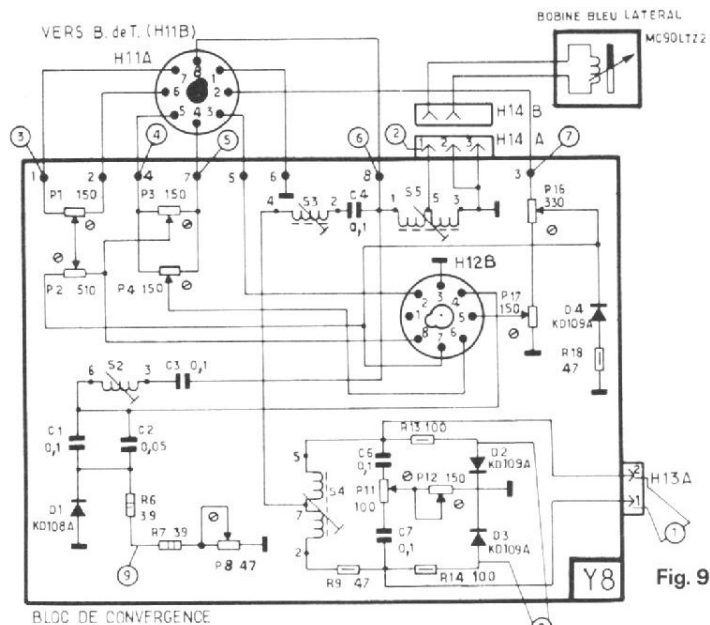 BOBINE BLEU LATERAL
MC90LTZ2
VERS B. de T. (H11B)
H11A
8
7 1
6 2
5 4 3
H14 B
H14 A
3 4 5 6 2 7
1 2 3
1 2 4 7 5 6 8 3
P1 150
P3 150
4 S3 2
C4
0,1
1 S5 5 3
P16
330
P2 510
P4 150
H12B
3
2 4
1 5
8 7 6
P17
150
D4
KD109A
R18
47
6 S2 3
C3 0,1
C1
0,1
C2
0,05
R13 100
5
C6
0,1
D2
KD109A
P12 150
P11
100
S4
7
R6
3,9
D1
KD108A
R7 39
P8 47
9
2
C7
0,1
D3
KD109A
R9 47
R14 100
2
1
H13A
1
Y8
Fig. 9
BLOC DE CONVERGENCE